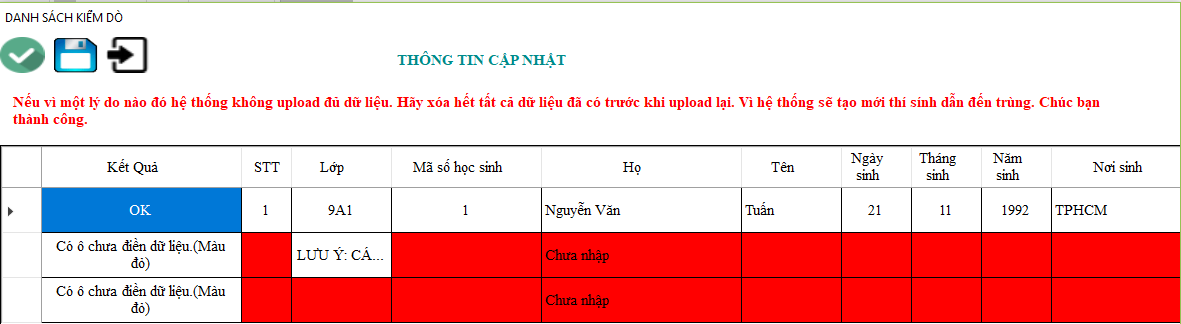 DANH SÁCH KIỂM DÒ
THÔNG TIN CẬP NHẬT
Nếu vì một lý do nào đó hệ thống không upload đủ dữ liệu. Hãy xóa hết tất cả dữ liệu đã có trước khi upload lại. Vì hệ thống sẽ tạo mới thí sinh dẫn đến trùng. Chúc bạn
thành công.
Kết Quả STT Lớp Mã số học sinh Họ Tên Ngày sinh Tháng sinh Năm sinh Nơi sinh
OK 1 9A1 1 Nguyễn Văn Tuấn 21 11 1992 TPHCM
Có ô chưa điền dữ liệu.(Màu
đỏ)
LƯU Ý: CÁ...
Chưa nhập
Có ô chưa điền dữ liệu.(Màu
đỏ)
Chưa nhập